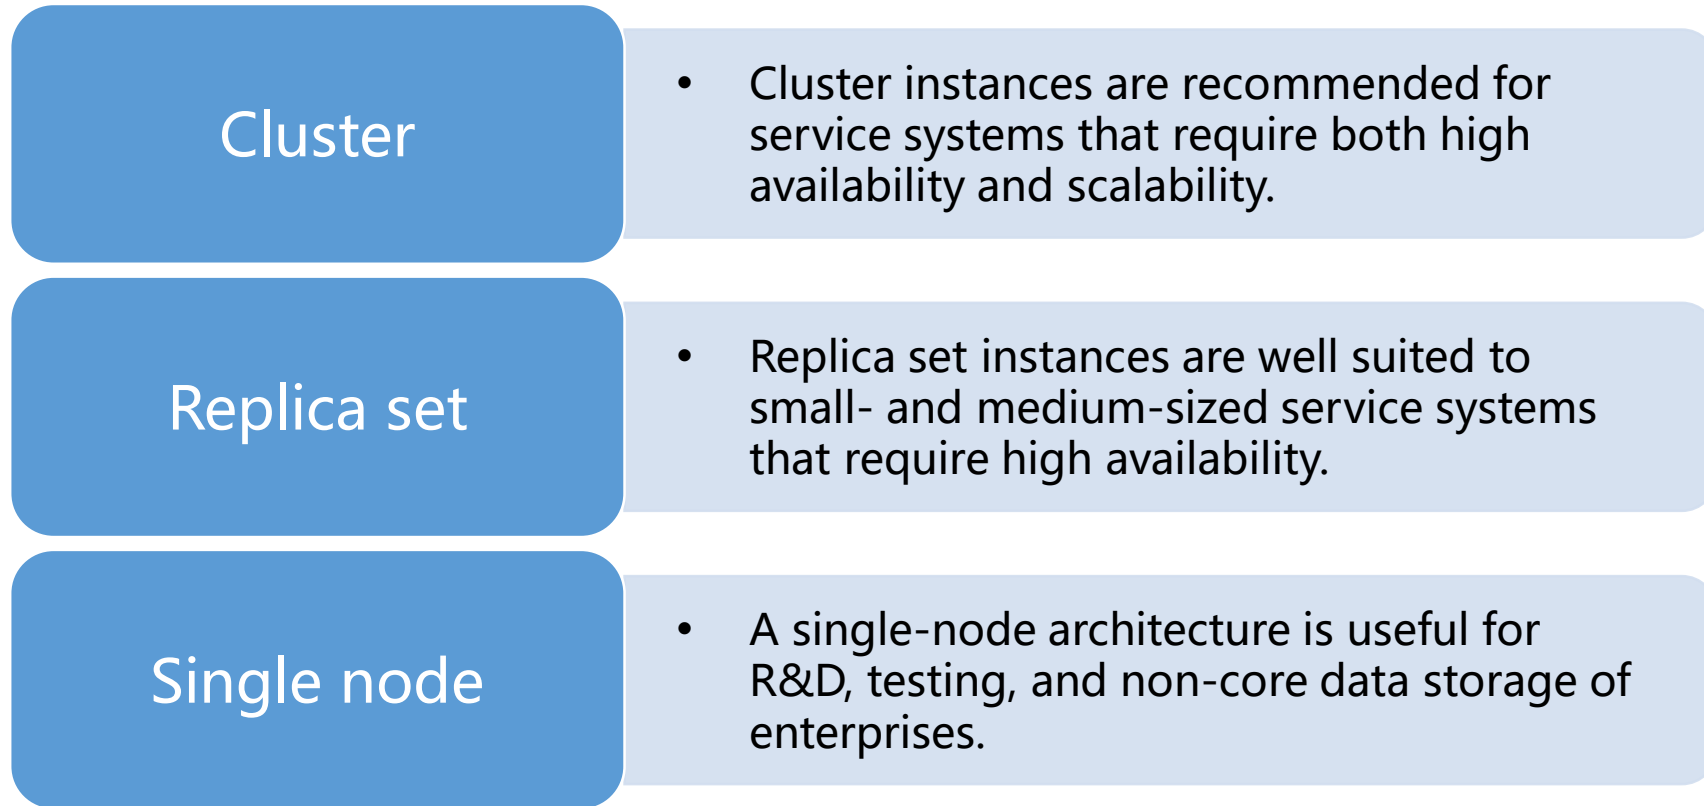 Cluster
• Cluster instances are recommended for
service systems that require both high
availability and scalability.
Replica set
• Replica set instances are well suited to
small- and medium-sized service systems
that require high availability.
Single node
• A single-node architecture is useful for
R&D, testing, and non-core data storage of
enterprises.